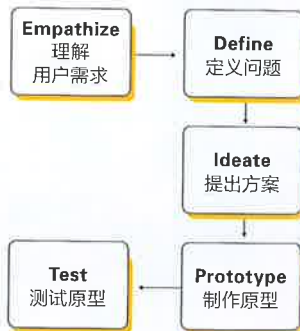 Empathize
理解
用户需求
Define
定义问题
Ideate
提出方案
Prototype
制作原型
Test
测试原型